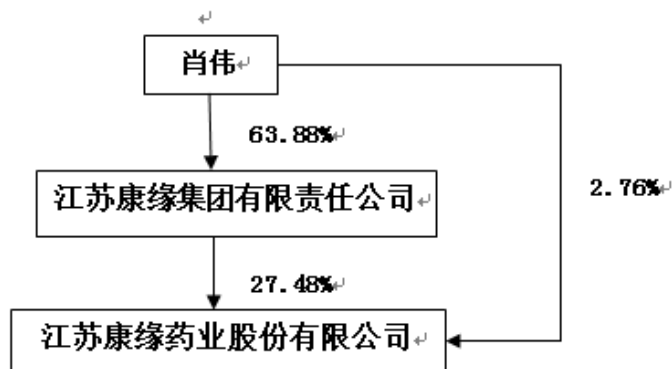 肖伟
63.88%
江苏康缘集团有限责任公司
2.76%
27.48%
江苏康缘药业股份有限公司